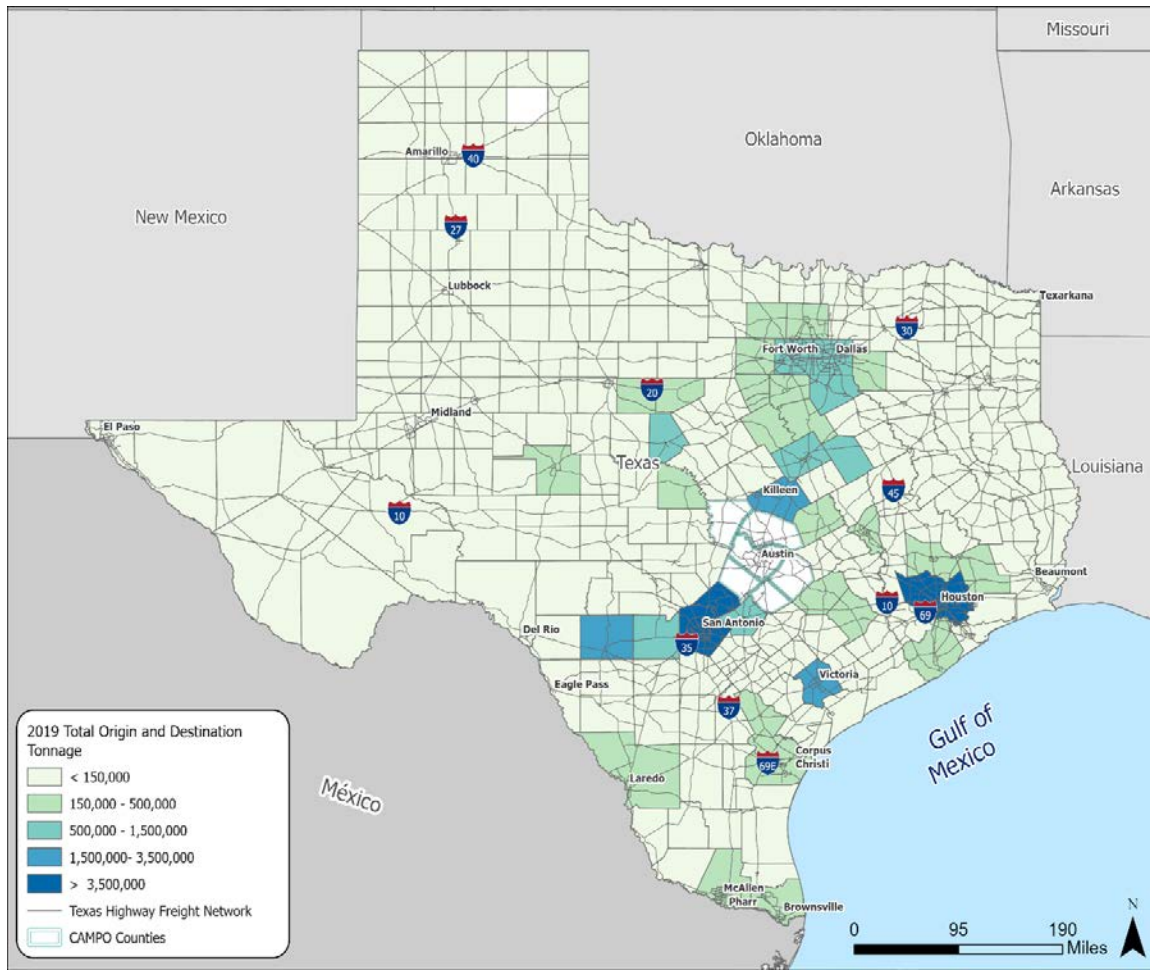 Missouri
Oklahoma
Amarillo
40
Arkansas
New Mexico
27
Lubbock
Texarkana
30
Fort Worth
Dallas
20
Midland
El Paso
Texas
Louisiana
Killeen
45
10
Austin
Beaumont
10
Houston
69
San Antonio
Del Rio
35
Victoria
Eagle Pass
37
Gulf of
Mexico
Corpus
Christi
69E
Laredo
México
McAllen
Pharr
Brownsville
2019 Total Origin and Destination
Tonnage
< 150,000
150,000 - 500,000
500,000 - 1,500,000
1,500,000- 3,500,000
> 3,500,000
Texas Highway Freight Network
CAMPO Counties
N
0 95 190
Miles